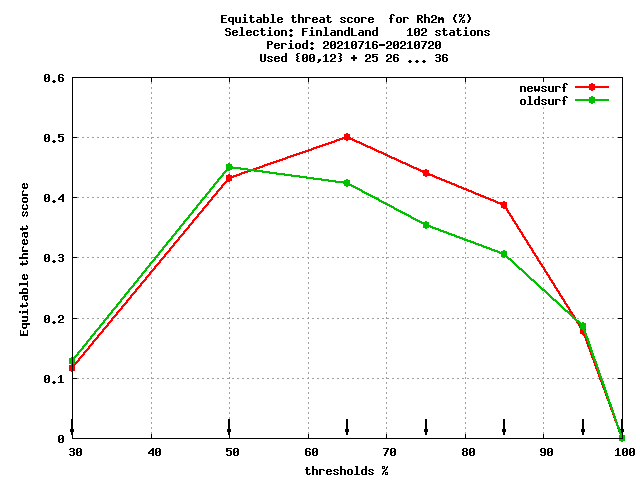 Equitable threat score  for Rh2m (%)
Selection: FinlandLand    102 stations
Period: 20210716-20210720
Used {00,12} + 25 26 ... 36
newsurf
oldsurf
Equitable threat score
0.6
0.5
0.4
0.3
0.2
0.1
0
30 40 50 60 70 80 90 100
thresholds %